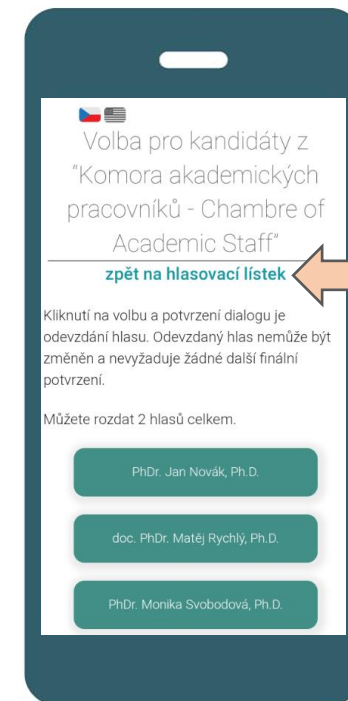 Volba pro kandidáty z
"Komora akademických
pracovníků - Chambre of
Academic Staff"
zpět na hlasovací lístek
Kliknutí na volbu a potvrzení dialogu je
odevzdání hlasu. Odevzdaný hlas nemůže být
změněn a nevyžaduje žádné další finální
potvrzení.
Můžete rozdat 2 hlasů celkem.
PhDr. Jan Novák, Ph.D.
doc. PhDr. Matěj Rychlý, Ph.D.
PhDr. Monika Svobodová, Ph.D.